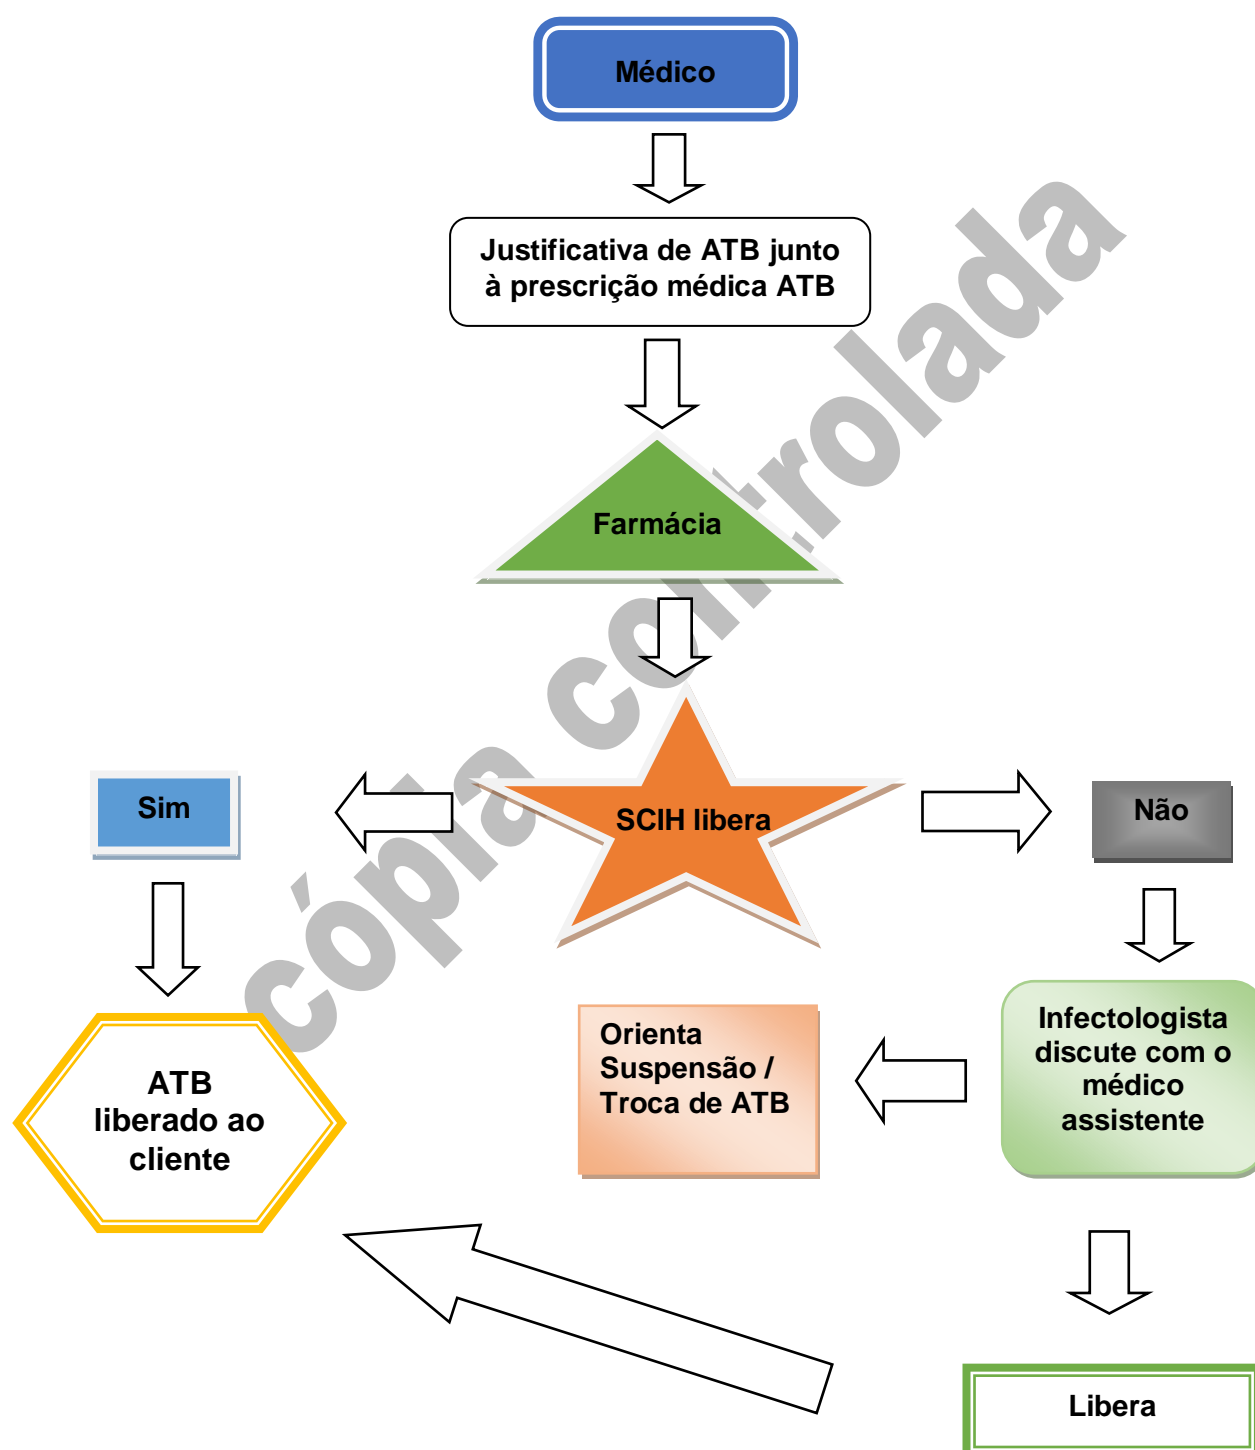 Médico
Justificativa de ATB junto
à prescrição médica ATB
Farmácia
SCIH libera
Sim
Não
ATB
liberado ao
cliente
Orienta
Suspensão /
Troca de ATB
Infectologista
discute com o
médico
assistente
Libera
cópia controlada